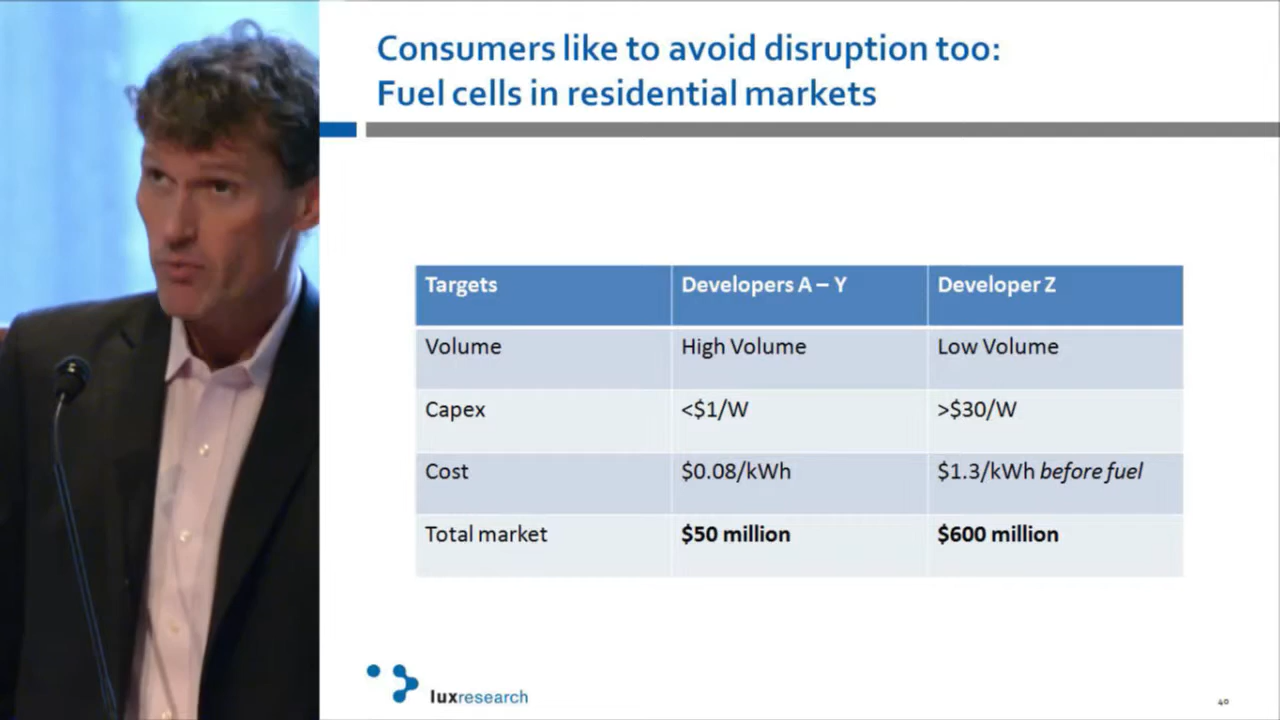 Consumers like to avoid disruption too:
Fuel cells in residential markets
Targets Developers A – Y Developer Z
Volume High Volume Low Volume
Capex <$1/W >$30/W
Cost $0.08/kWh $1.3/kWh before fuel
Total market $50 million $600 million
luxresearch
40